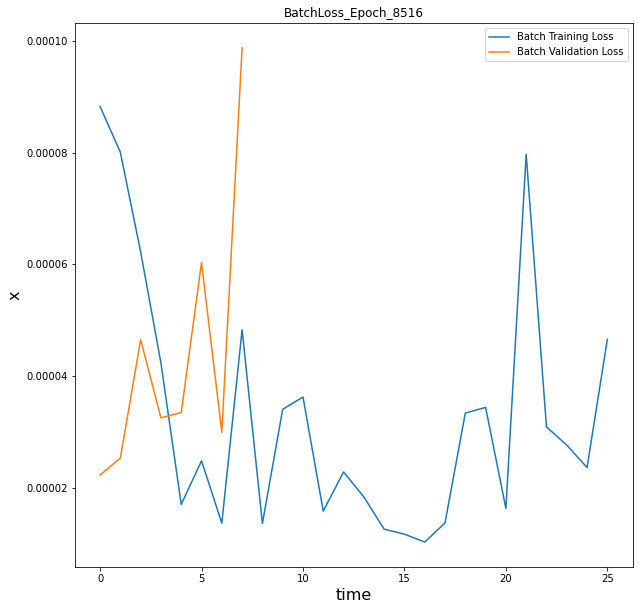 BatchLoss_Epoch_8516
Batch Training Loss
Batch Validation Loss
0.00010
0.00008
0.00006
0.00004
0.00002
x
0 5 10 15 20 25
time